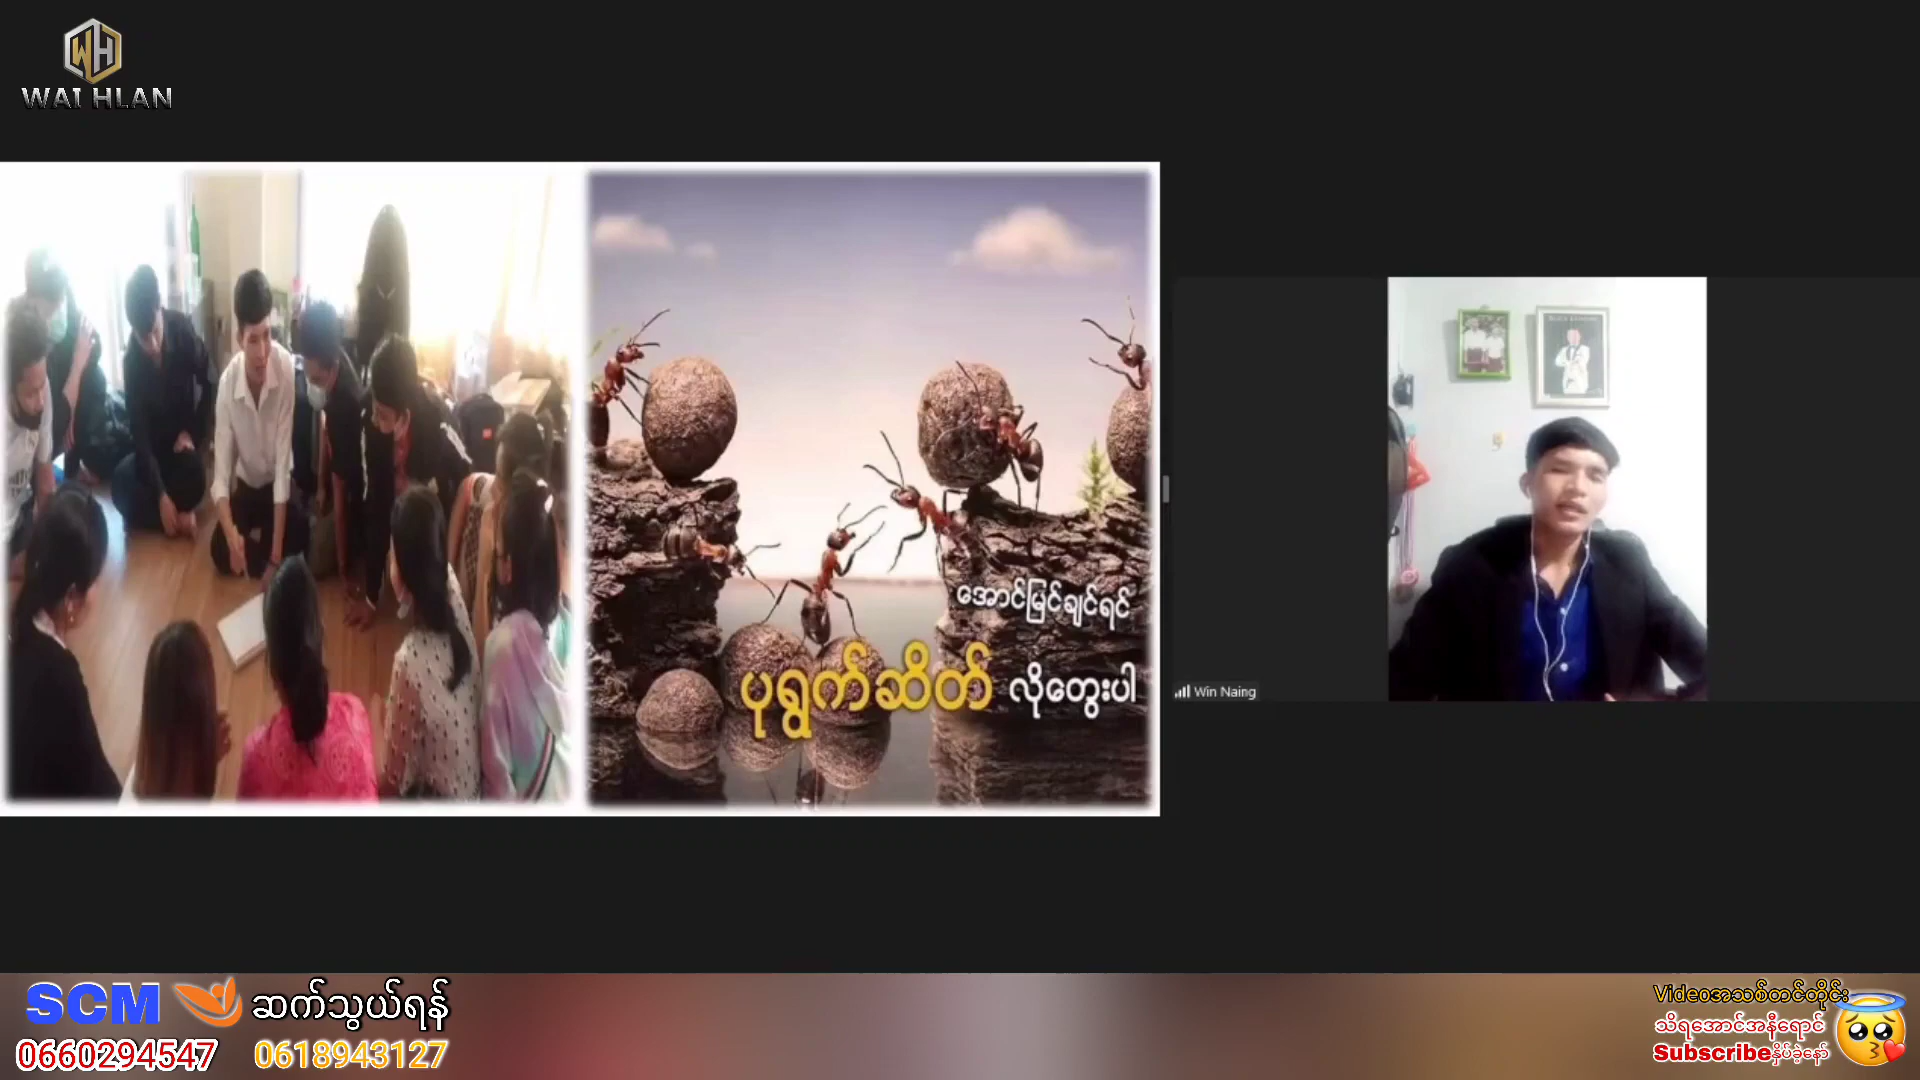 WH
WAI HLAN
အောင်မြင်ချင်ရင်
ပုရွက်ဆိတ် လိုတွေးပါ
Win Naing
SCM ဆက်သွယ်ရန်
0660294547 0618943127
Videoအသစ်တင်တိုင်း
သိရအောင်အနီရောင်
Subscribeနှိပ်ခဲ့နော်